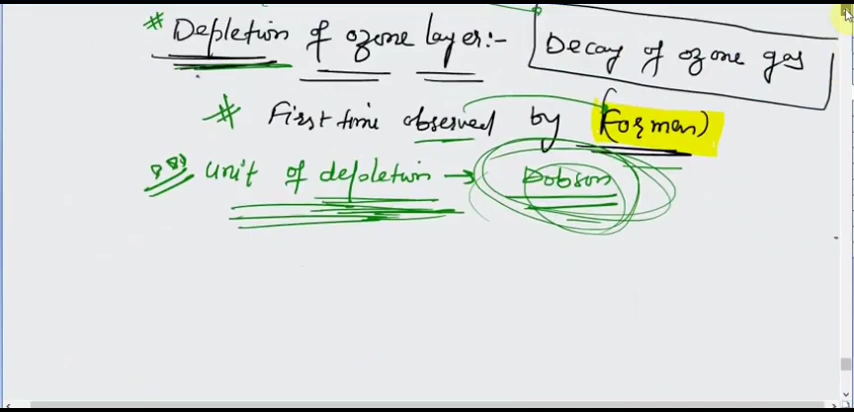 # Depletion of ozone layer:-
Decay of ozone gas
# First time observed by (Forman)
unit of depletion → Dobson